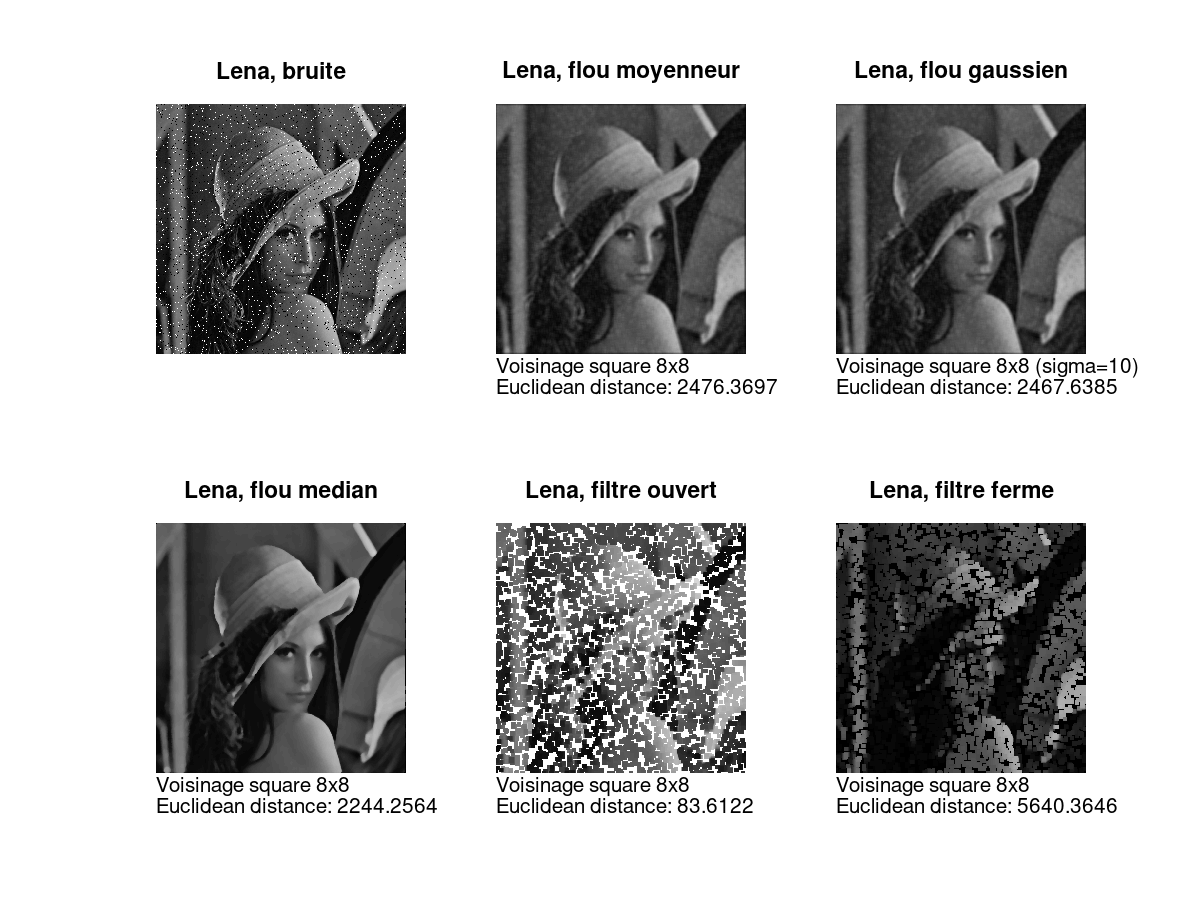 Lena, bruite
Lena, flou moyenneur
Lena, flou gaussien
Voisinage square 8x8
Euclidean distance: 2476.3697
Voisinage square 8x8 (sigma=10)
Euclidean distance: 2467.6385
Lena, flou median
Lena, filtre ouvert
Lena, filtre ferme
Voisinage square 8x8
Euclidean distance: 2244.2564
Voisinage square 8x8
Euclidean distance: 83.6122
Voisinage square 8x8
Euclidean distance: 5640.3646